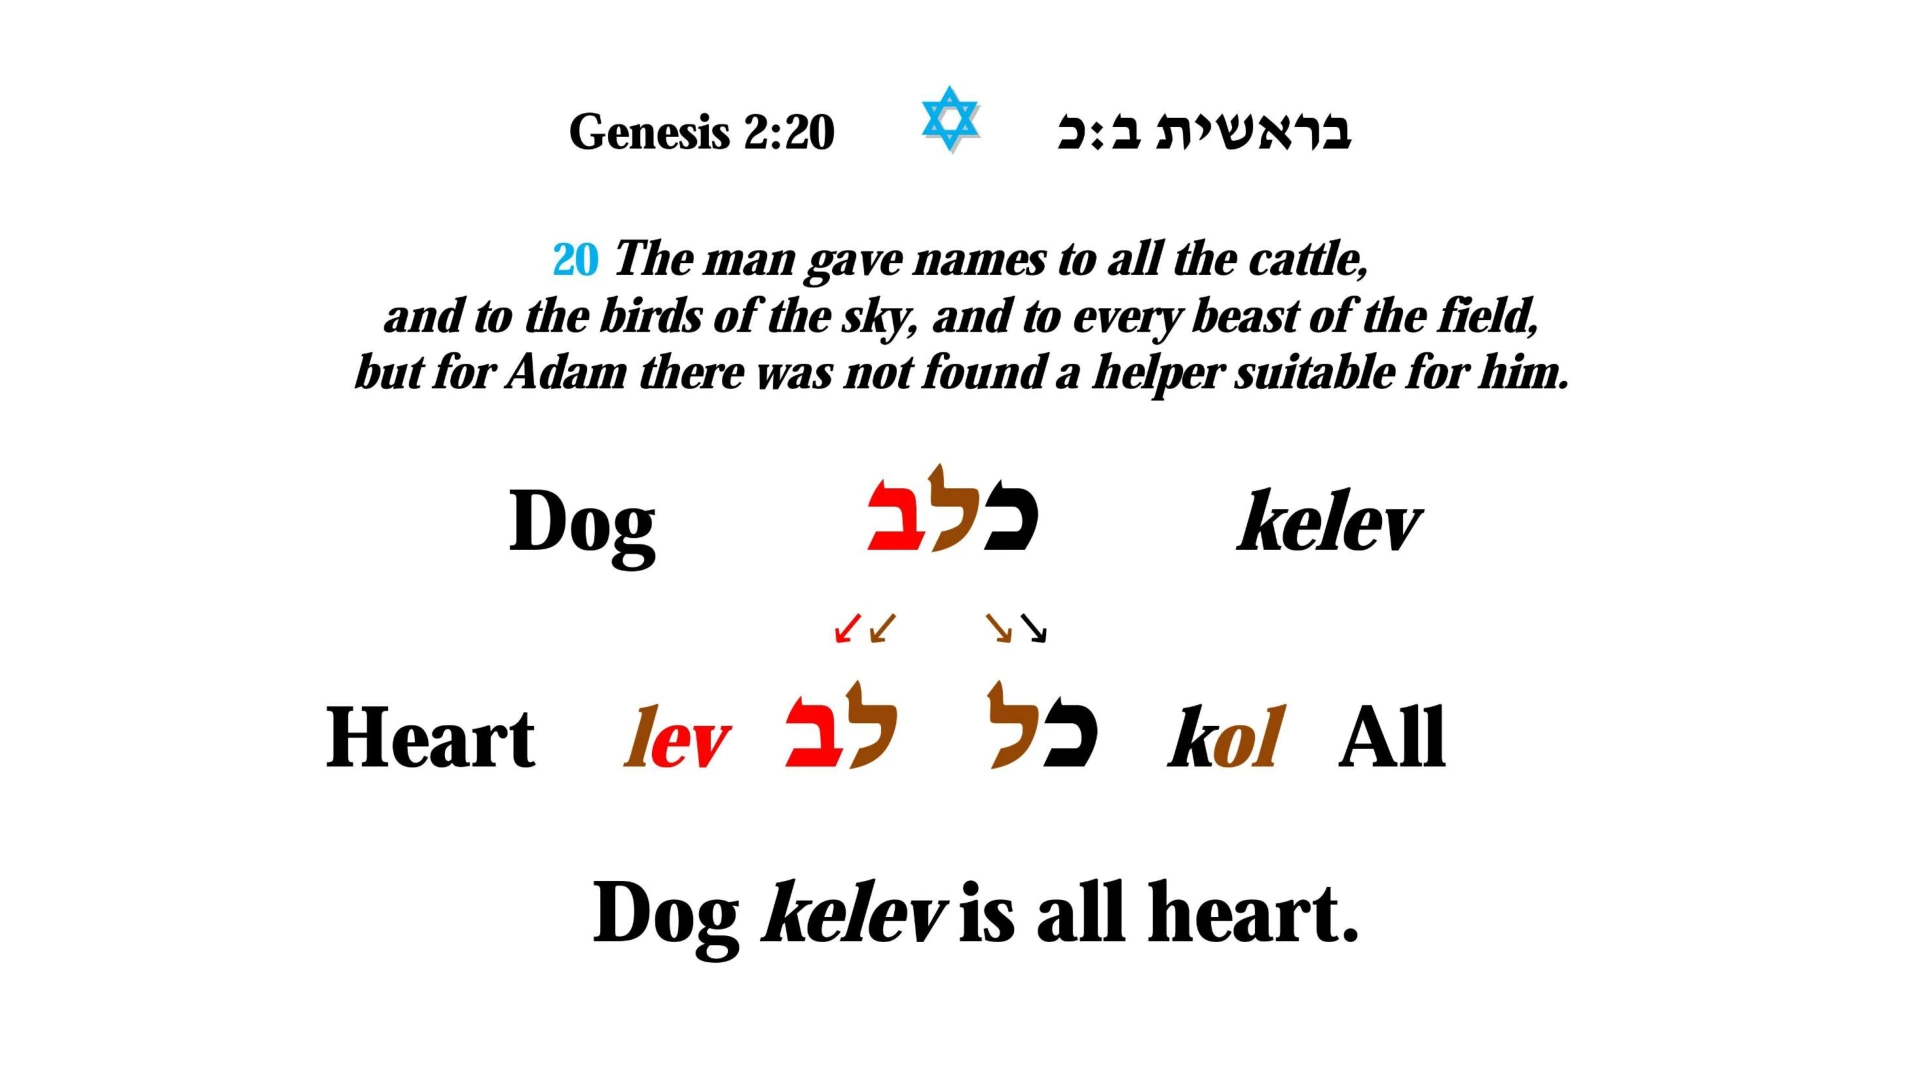 Genesis 2:20 בראשית ב:כ
20 The man gave names to all the cattle,
and to the birds of the sky, and to every beast of the field,
but for Adam there was not found a helper suitable for him.
Dog כלב kelev
↙↙ ↘↘
Heart lev לב כל kol All
Dog kelev is all heart.